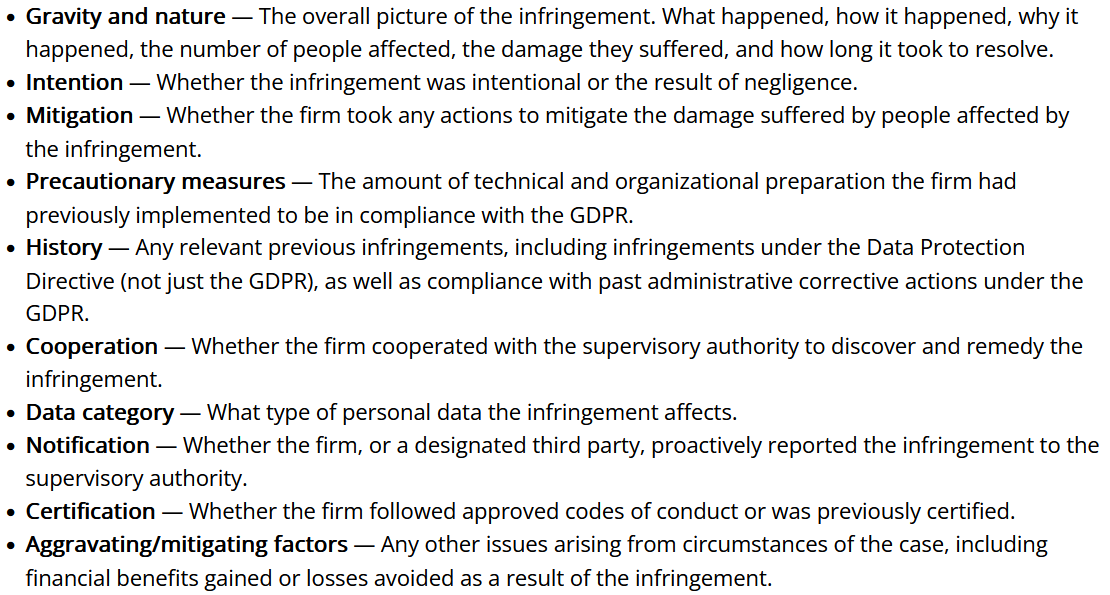 • Gravity and nature — The overall picture of the infringement. What happened, how it happened, why it
happened, the number of people affected, the damage they suffered, and how long it took to resolve.
• Intention — Whether the infringement was intentional or the result of negligence.
• Mitigation — Whether the firm took any actions to mitigate the damage suffered by people affected by
the infringement.
• Precautionary measures — The amount of technical and organizational preparation the firm had
previously implemented to be in compliance with the GDPR.
• History — Any relevant previous infringements, including infringements under the Data Protection
Directive (not just the GDPR), as well as compliance with past administrative corrective actions under the
GDPR.
• Cooperation — Whether the firm cooperated with the supervisory authority to discover and remedy the
infringement.
• Data category — What type of personal data the infringement affects.
• Notification — Whether the firm, or a designated third party, proactively reported the infringement to the
supervisory authority.
• Certification — Whether the firm followed approved codes of conduct or was previously certified.
• Aggravating/mitigating factors — Any other issues arising from circumstances of the case, including
financial benefits gained or losses avoided as a result of the infringement.